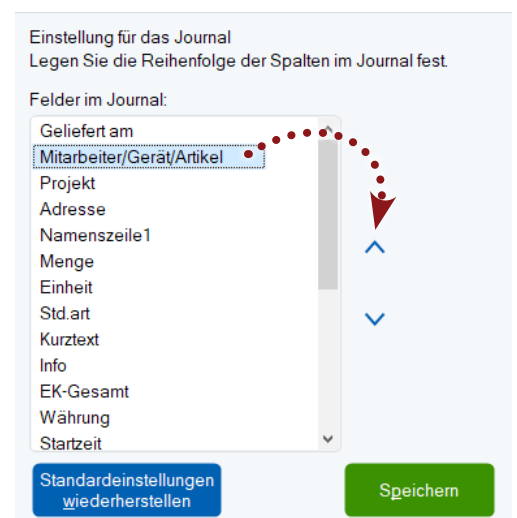 Einstellung für das Journal
Legen Sie die Reihenfolge der Spalten im Journal fest.
Felder im Journal:
Geliefert am
Mitarbeiter/Gerät/Artikel
Projekt
Adresse
Namenszeile1
Menge
Einheit
Std.art
Kurztext
Info
EK-Gesamt
Währung
Startzeit
Standardeinstellungen
wiederherstellen
Speichern